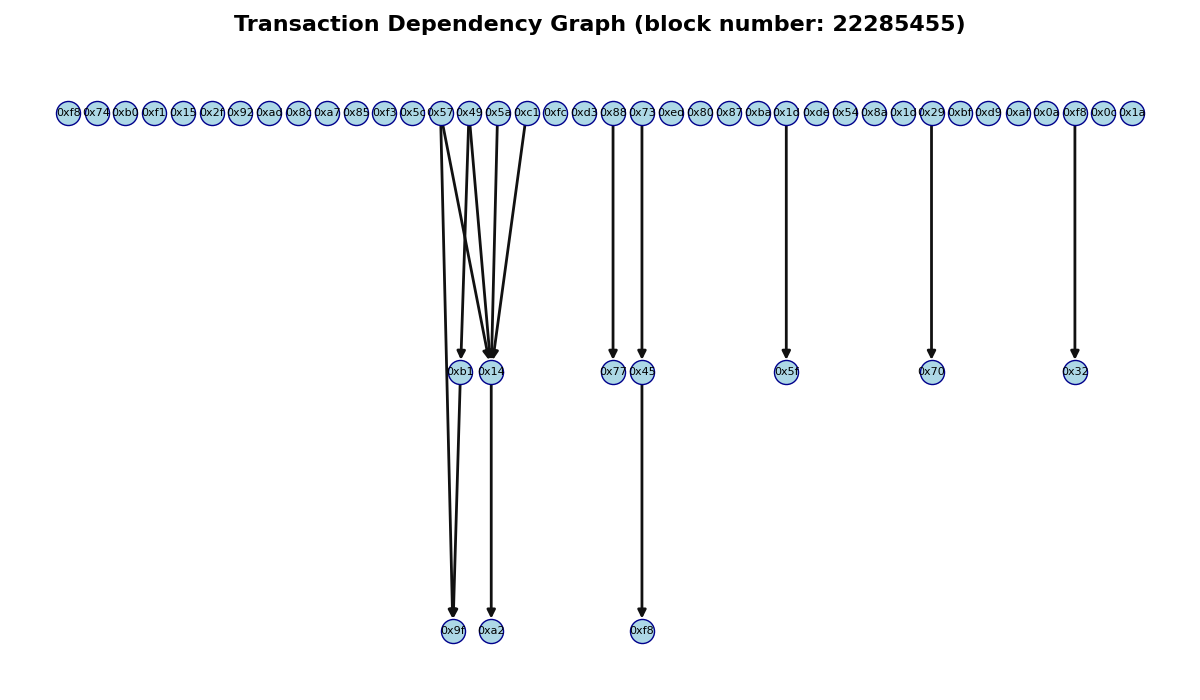 Transaction Dependency Graph (block number: 22285455)
0xf8 0x74 0xb0 0xf1 0x15 0x2f 0x92 0xad 0x8c 0xa7 0x85 0xf3 0x5c 0x57 0x49 0x5a 0xc1 0xfc 0xd3 0x88 0x73 0xed 0x80 0x87 0xba 0x1d 0xde 0x54 0x8a 0x1d 0x29 0xbf 0xd9 0xaf 0x0a 0xf8 0x0c 0x1a
0xb1 0x14 0x77 0x45 0x5f 0x70 0x32
0x9f 0xa2 0xf8